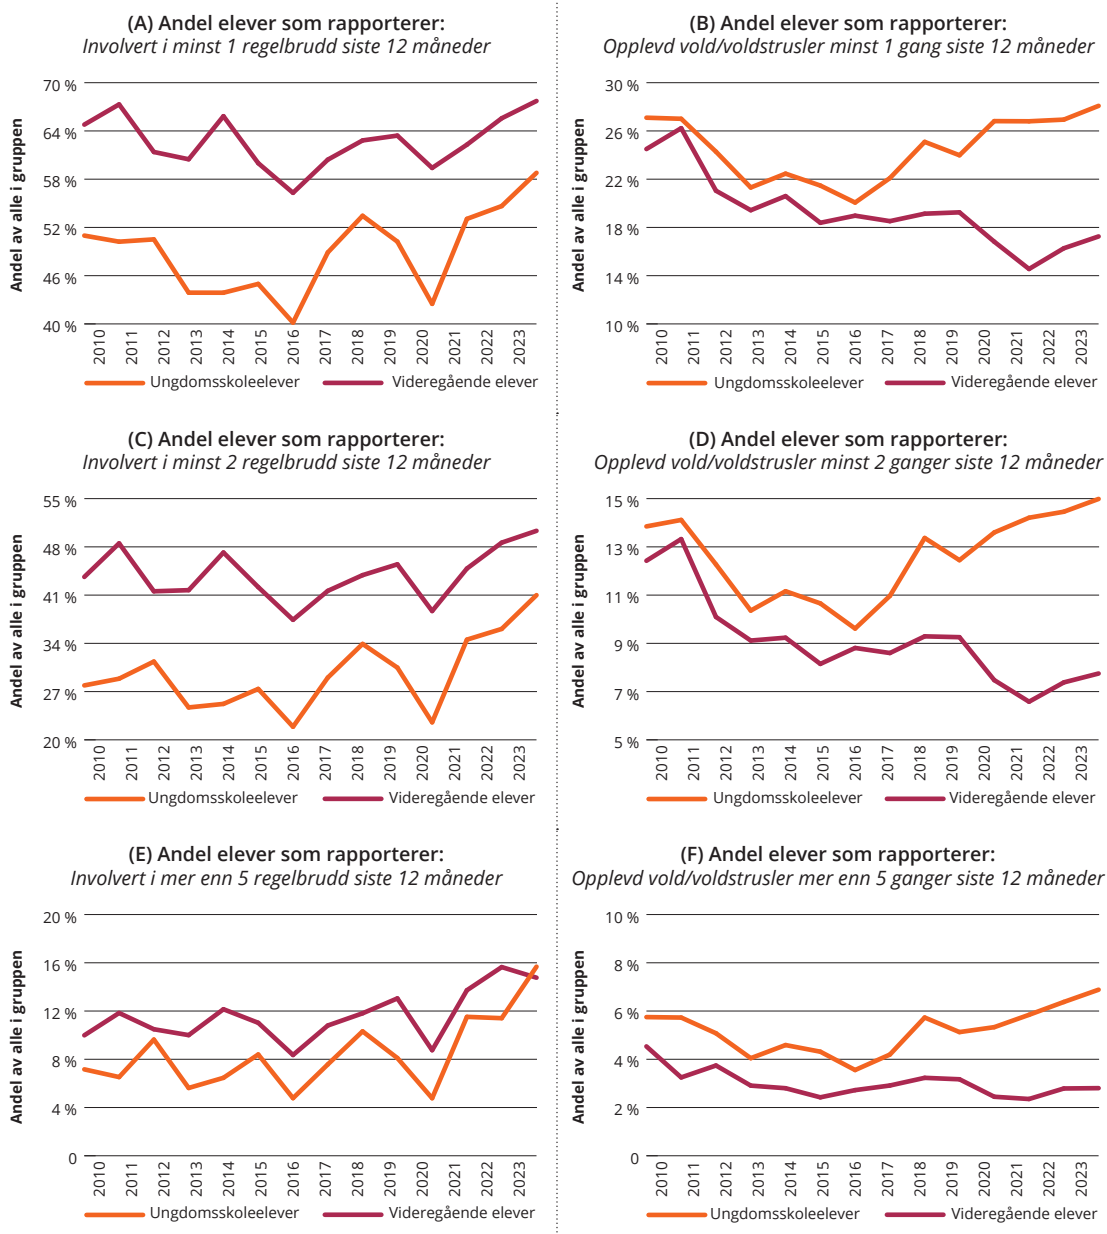 (A) Andel elever som rapporterer:
Involvert i minst 1 regelbrudd siste 12 måneder
Andel av alle i gruppen
70 %
64 %
58 %
52 %
46 %
40 %
2010 2011 2012 2013 2014 2015 2016 2017 2018 2019 2020 2021 2022 2023
Ungdomsskoleelever Videregående elever
(B) Andel elever som rapporterer:
Opplevd vold/voldstrusler minst 1 gang siste 12 måneder
Andel av alle i gruppen
30 %
26 %
22 %
18 %
14 %
10 %
2010 2011 2012 2013 2014 2015 2016 2017 2018 2019 2020 2021 2022 2023
Ungdomsskoleelever Videregående elever
(C) Andel elever som rapporterer:
Involvert i minst 2 regelbrudd siste 12 måneder
Andel av alle i gruppen
55 %
48 %
41 %
34 %
27 %
20 %
2010 2011 2012 2013 2014 2015 2016 2017 2018 2019 2020 2021 2022 2023
Ungdomsskoleelever Videregående elever
(D) Andel elever som rapporterer:
Opplevd vold/voldstrusler minst 2 ganger siste 12 måneder
Andel av alle i gruppen
15 %
13 %
11 %
9 %
7 %
5 %
2010 2011 2012 2013 2014 2015 2016 2017 2018 2019 2020 2021 2022 2023
Ungdomsskoleelever Videregående elever
(E) Andel elever som rapporterer:
Involvert i mer enn 5 regelbrudd siste 12 måneder
Andel av alle i gruppen
20 %
16 %
12 %
8 %
4 %
0
2010 2011 2012 2013 2014 2015 2016 2017 2018 2019 2020 2021 2022 2023
Ungdomsskoleelever Videregående elever
(F) Andel elever som rapporterer:
Opplevd vold/voldstrusler mer enn 5 ganger siste 12 måneder
Andel av alle i gruppen
10 %
8 %
6 %
4 %
2 %
0
2010 2011 2012 2013 2014 2015 2016 2017 2018 2019 2020 2021 2022 2023
Ungdomsskoleelever Videregående elever